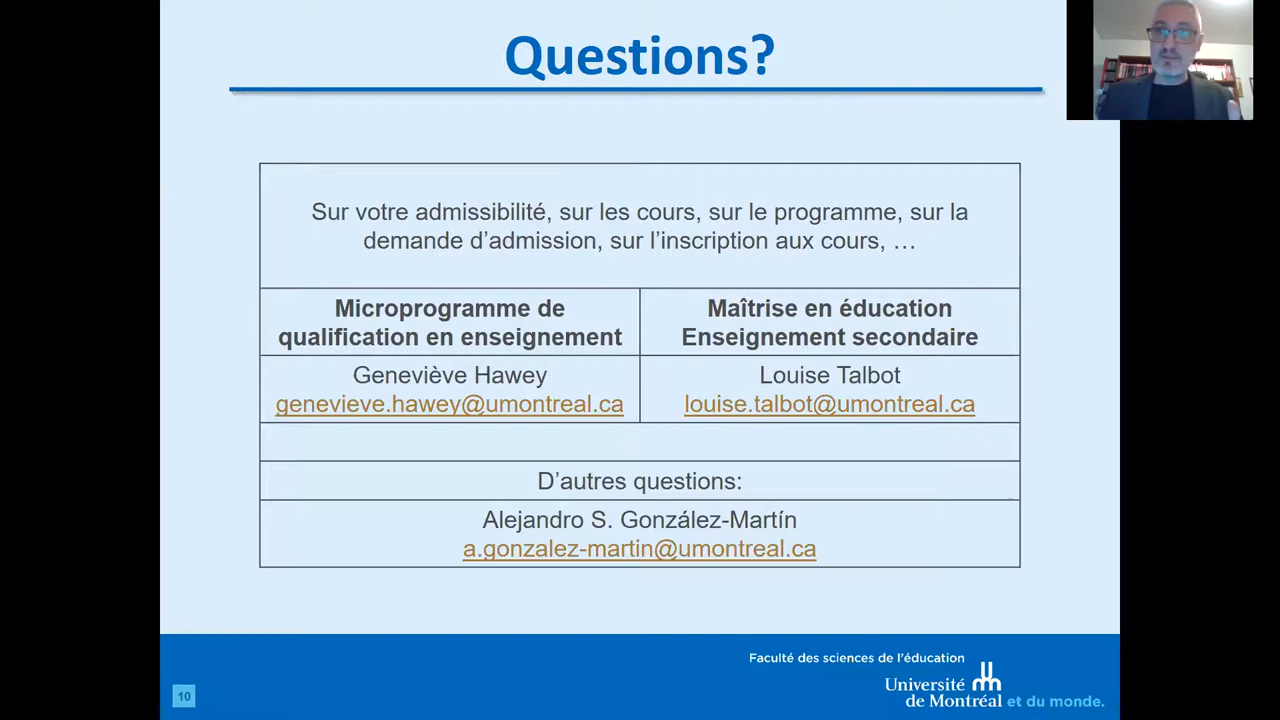 Questions?
Sur votre admissibilité, sur les cours, sur le programme, sur la
demande d’admission, sur l’inscription aux cours, …
Microprogramme de
qualification en enseignement
Maîtrise en éducation
Enseignement secondaire
Geneviève Hawey
genevieve.hawey@umontreal.ca
Louise Talbot
louise.talbot@umontreal.ca
D’autres questions:
Alejandro S. González-Martín
a.gonzalez-martin@umontreal.ca
Faculté des sciences de l’éducation
Université
de Montréal et du monde.
10